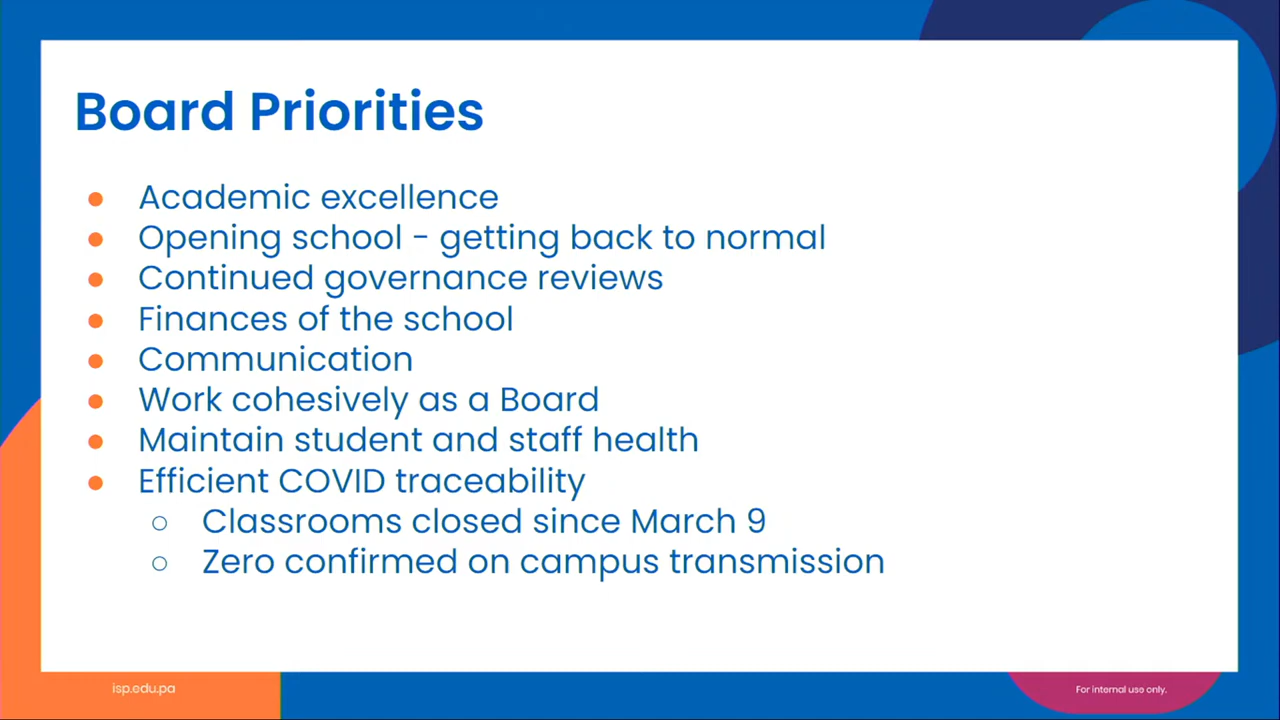 Board Priorities
● Academic excellence
● Opening school - getting back to normal
● Continued governance reviews
● Finances of the school
● Communication
● Work cohesively as a Board
● Maintain student and staff health
● Efficient COVID traceability
○ Classrooms closed since March 9
○ Zero confirmed on campus transmission
isp.edu.pa
For internal use only.